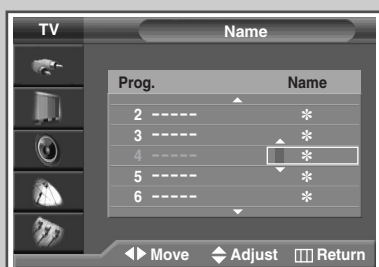 TV Name
Prog. Name
2 ----- ✻
3 ----- ✻
4 ----- ✻
5 ----- ✻
6 ----- ✻
Move Adjust Return